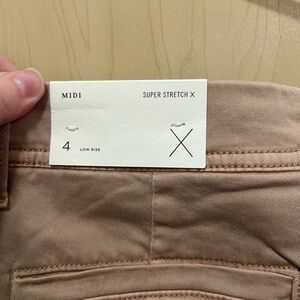 MIDI SUPER STRETCH X
4 LOW RISE X